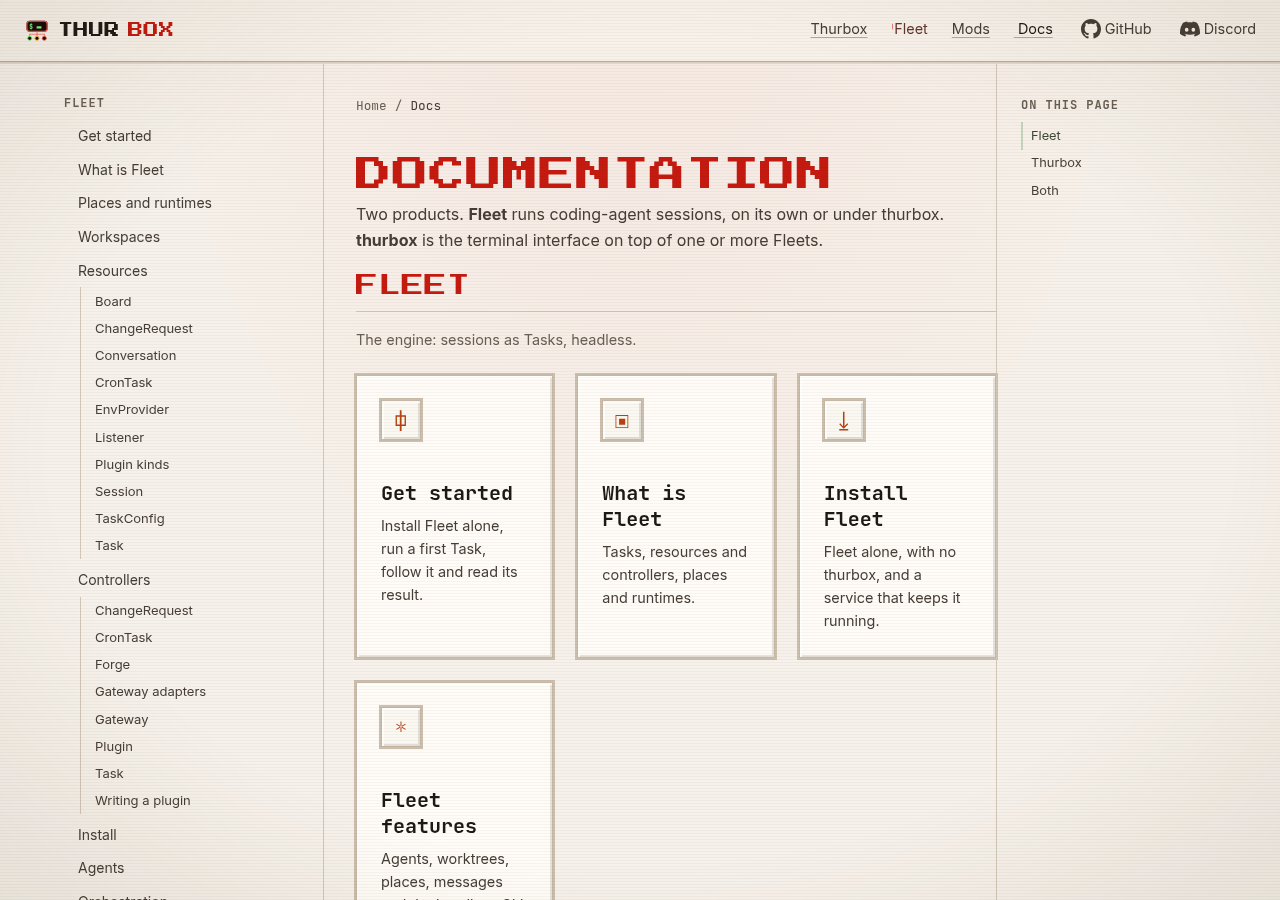 THUR BOX
Thurbox
Fleet
Mods
Docs
GitHub
Discord
FLEET
Get started
What is Fleet
Places and runtimes
Workspaces
Resources
Board
ChangeRequest
Conversation
CronTask
EnvProvider
Listener
Plugin kinds
Session
TaskConfig
Task
Controllers
ChangeRequest
CronTask
Forge
Gateway adapters
Gateway
Plugin
Task
Writing a plugin
Install
Agents
Home / Docs
DOCUMENTATION
Two products. Fleet runs coding-agent sessions, on its own or under thurbox.
thurbox is the terminal interface on top of one or more Fleets.
FLEET
The engine: sessions as Tasks, headless.
Get started
Install Fleet alone,
run a first Task,
follow it and read its
result.
What is
Fleet
Tasks, resources and
controllers, places
and runtimes.
Install
Fleet
Fleet alone, with no
thurbox, and a
service that keeps it
running.
Fleet
features
Agents, worktrees,
places, messages
ON THIS PAGE
Fleet
Thurbox
Both